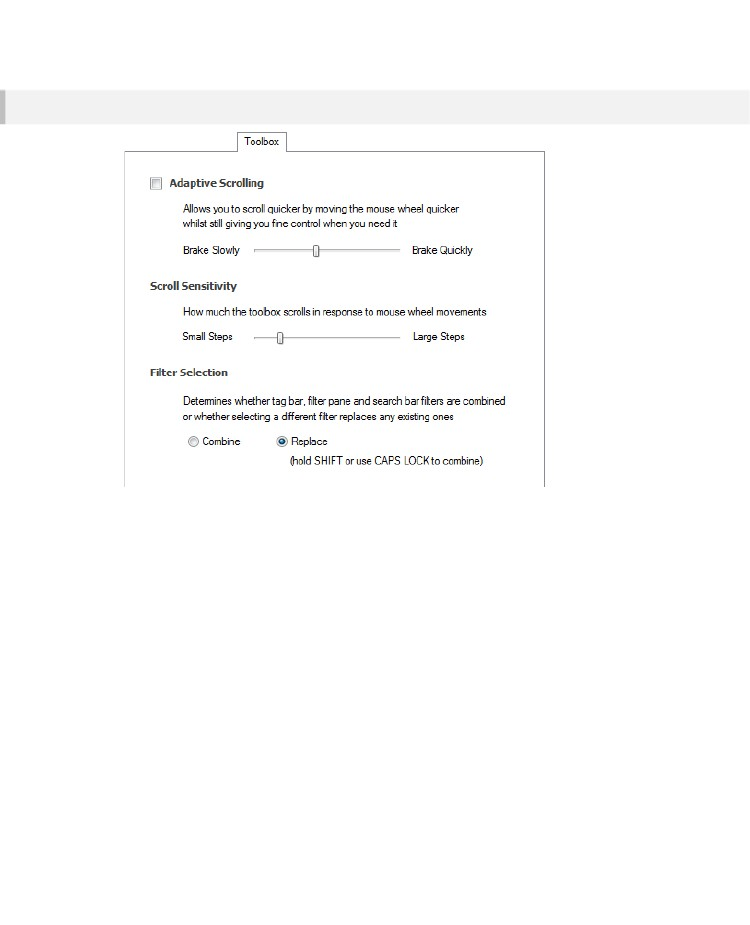 Toolbox
Adaptive Scrolling
Allows you to scroll quicker by moving the mouse wheel quicker
whilst still giving you fine control when you need it
Brake Slowly Brake Quickly
Scroll Sensitivity
How much the toolbox scrolls in response to mouse wheel movements
Small Steps Large Steps
Filter Selection
Determines whether tag bar, filter pane and search bar filters are combined
or whether selecting a different filter replaces any existing ones
Combine Replace
(hold SHIFT or use CAPS LOCK to combine)